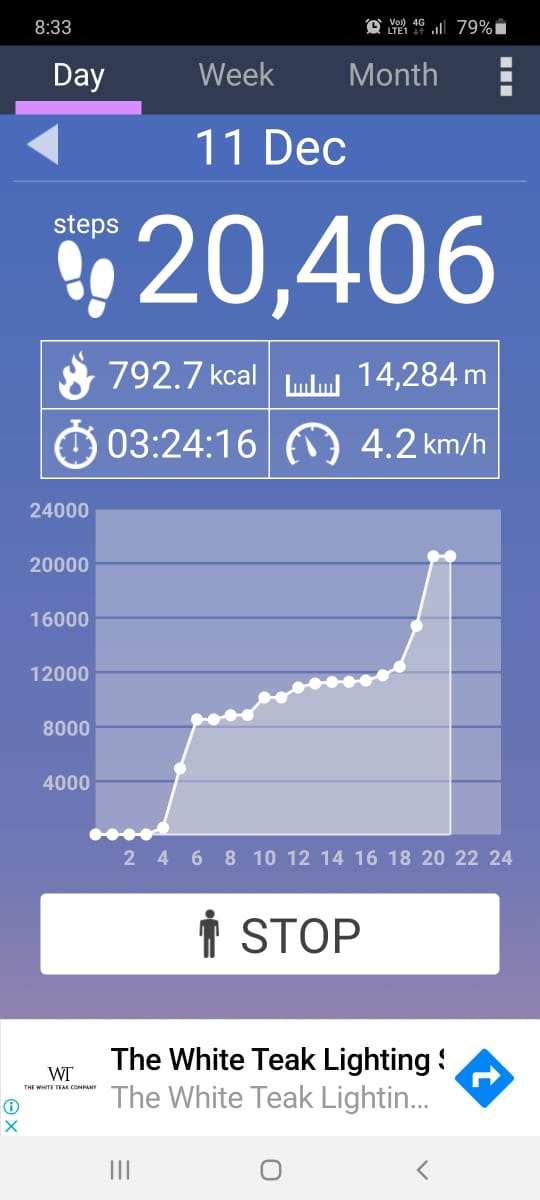 8:33 Vo) LTE1 4G 79%
Day Week Month
11 Dec
steps 20,406
792.7 kcal 14,284 m
03:24:16 4.2 km/h
24000
20000
16000
12000
8000
4000
2 4 6 8 10 12 14 16 18 20 22 24
STOP
WT
THE WHITE TEAK COMPANY
The White Teak Lighting
The White Teak Lightin...